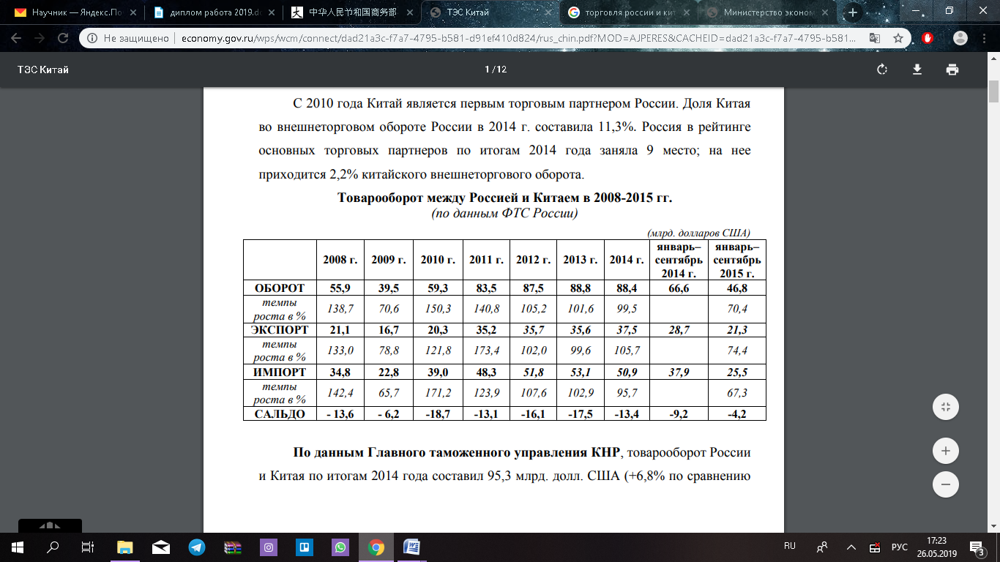 Научник — Яндекс.По
диплом работа 2019.do
中华人民共和国商务部
ТЭС Китай
торговля россии и кит
Министерство эконом
Не защищено | economy.gov.ru/wps/wcm/connect/dad21a3c-f7a7-4795-b581-d91ef410d824/rus_chin.pdf?MOD=AJPERES&CACHEID=dad21a3c-f7a7-4795-b581...
ТЭС Китай
1 / 12
С 2010 года Китай является первым торговым партнером России. Доля Китая
во внешнеторговом обороте России в 2014 г. составила 11,3%. Россия в рейтинге
основных торговых партнеров по итогам 2014 года заняла 9 место; на нее
приходится 2,2% китайского внешнеторгового оборота.
Товарооборот между Россией и Китаем в 2008-2015 гг.
(по данным ФТС России)
(млрд. долларов США)
2008 г. 2009 г. 2010 г. 2011 г. 2012 г. 2013 г. 2014 г. январь– сентябрь 2014 г. январь– сентябрь 2015 г.
ОБОРОТ 55,9 39,5 59,3 83,5 87,5 88,8 88,4 66,6 46,8
темпы роста в % 138,7 70,6 150,3 140,8 105,2 101,6 99,5 70,4
ЭКСПОРТ 21,1 16,7 20,3 35,2 35,7 35,6 37,5 28,7 21,3
темпы роста в % 133,0 78,8 121,8 173,4 102,0 99,6 105,7 74,4
ИМПОРТ 34,8 22,8 39,0 48,3 51,8 53,1 50,9 37,9 25,5
темпы роста в % 142,4 65,7 171,2 123,9 107,6 102,9 95,7 67,3
САЛЬДО - 13,6 - 6,2 -18,7 -13,1 -16,1 -17,5 -13,4 -9,2 -4,2
По данным Главного таможенного управления КНР, товарооборот России
и Китая по итогам 2014 года составил 95,3 млрд. долл. США (+6,8% по сравнению
RU
РУС
17:23
26.05.2019
3